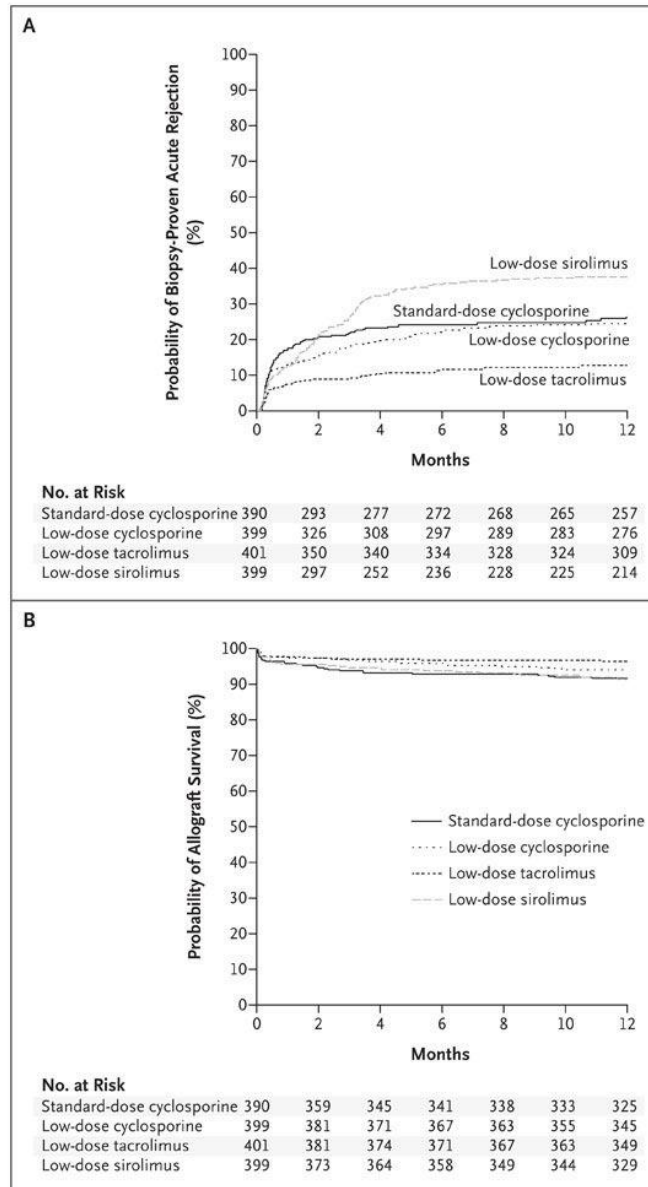 A
Probability of Biopsy-Proven Acute Rejection
(%)
100
90
80
70
60
50
40
30
20
10
0
Low-dose sirolimus
Standard-dose cyclosporine
Low-dose cyclosporine
Low-dose tacrolimus
0 2 4 6 8 10 12
Months
No. at Risk
Standard-dose cyclosporine 390 293 277 272 268 265 257
Low-dose cyclosporine 399 326 308 297 289 283 276
Low-dose tacrolimus 401 350 340 334 328 324 309
Low-dose sirolimus 399 297 252 236 228 225 214
B
Probability of Allograft Survival (%)
100
90
80
70
60
50
40
30
20
10
0
Standard-dose cyclosporine
Low-dose cyclosporine
Low-dose tacrolimus
Low-dose sirolimus
0 2 4 6 8 10 12
Months
No. at Risk
Standard-dose cyclosporine 390 359 345 341 338 333 325
Low-dose cyclosporine 399 381 371 367 363 355 345
Low-dose tacrolimus 401 381 374 371 367 363 349
Low-dose sirolimus 399 373 364 358 349 344 329